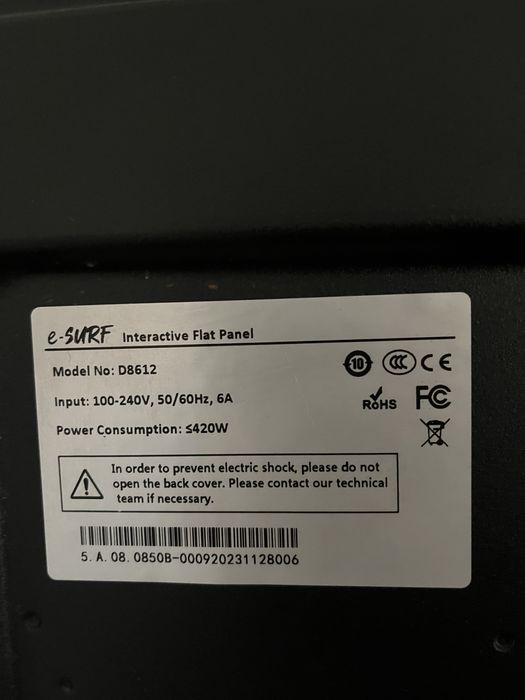 e-SURF Interactive Flat Panel
Model No: D8612
Input: 100-240V, 50/60Hz, 6A
Power Consumption: ≤420W
10 CCC CE
RoHS FC
In order to prevent electric shock, please do not
open the back cover. Please contact our technical
team if necessary.
5.A.08.0850B-000920231128006